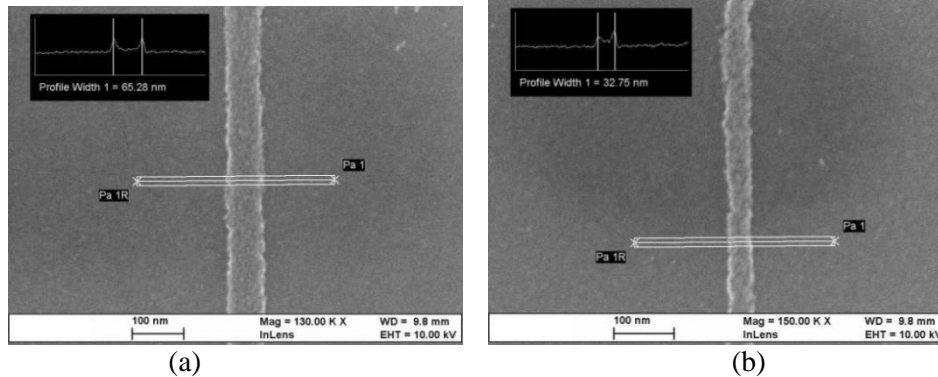 Profile Width 1 = 65.28 nm
Pa 1
Pa 1R
100 nm
Mag = 130.00 K X
WD = 9.8 mm
InLens
EHT = 10.00 kV
(a)
Profile Width 1 = 32.75 nm
Pa 1
Pa 1R
100 nm
Mag = 150.00 K X
WD = 9.8 mm
InLens
EHT = 10.00 kV
(b)